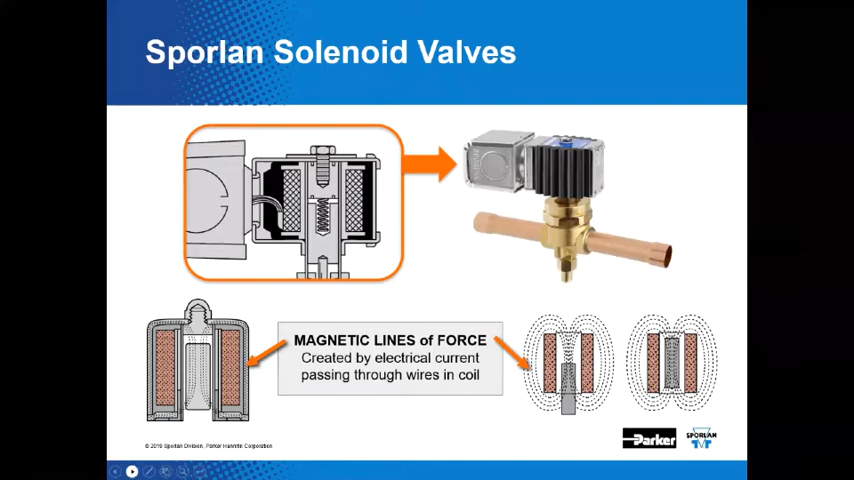 Sporlan Solenoid Valves
MAGNETIC LINES of FORCE
Created by electrical current
passing through wires in coil
Parker
SPORLAN
© 2016 Sporlan Division, Parker Hannifin Corporation